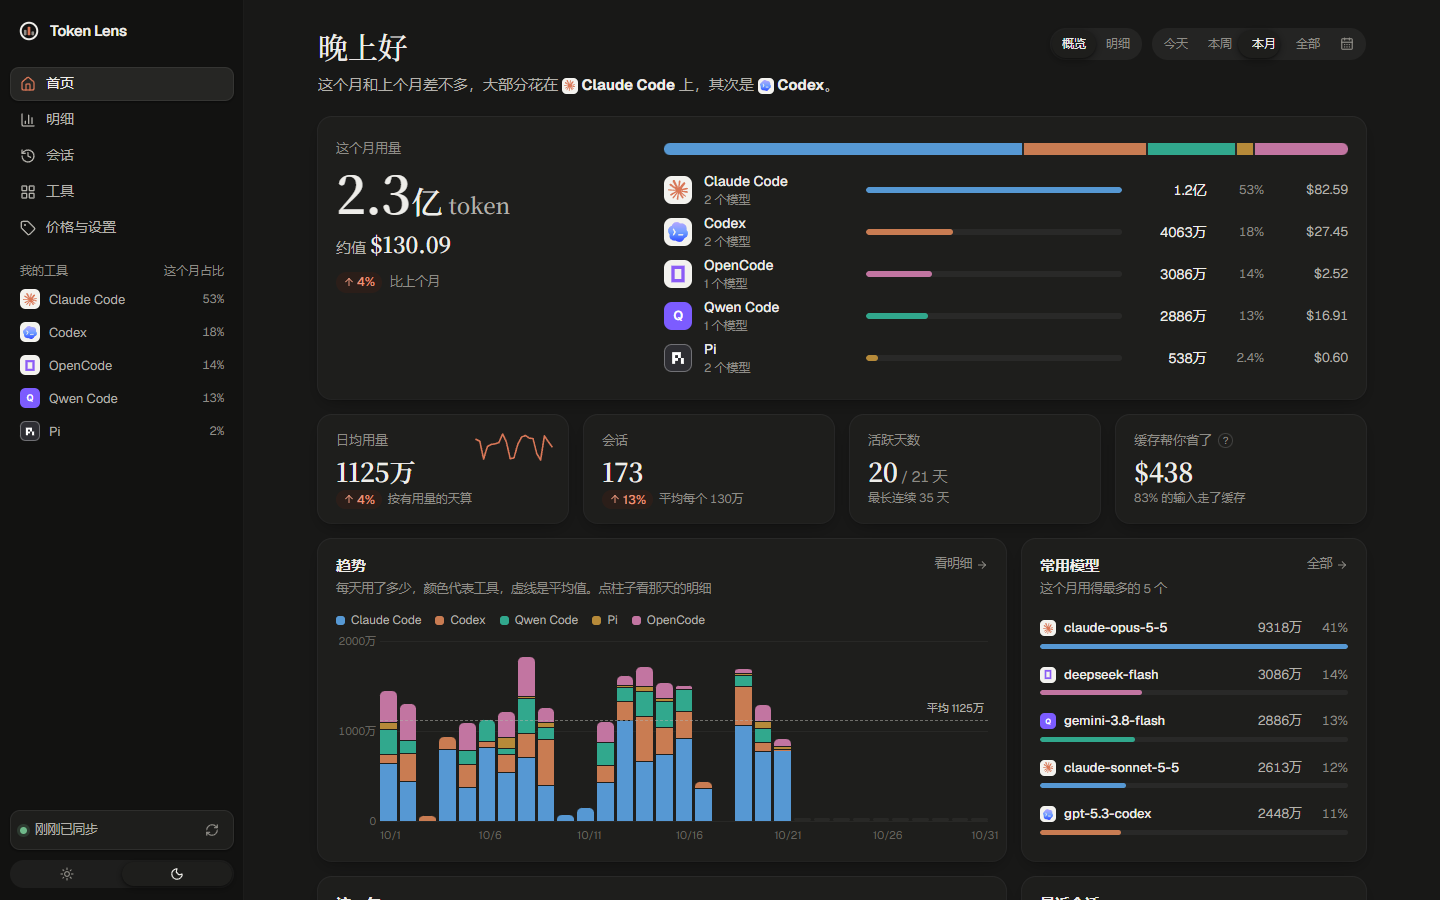 Token Lens
首页
明细
会话
工具
价格与设置
我的工具 这个月占比
Claude Code 53%
Codex 18%
OpenCode 14%
Qwen Code 13%
Pi 2%
刚刚已同步
晚上好
这个月和上个月差不多，大部分花在 Claude Code 上，其次是 Codex。
概览 明细
今天 本周 本月 全部
这个月用量
2.3亿 token
约值 $130.09
↑ 4% 比上个月
Claude Code
2 个模型
1.2亿 53% $82.59
Codex
2 个模型
4063万 18% $27.45
OpenCode
1 个模型
3086万 14% $2.52
Qwen Code
1 个模型
2886万 13% $16.91
Pi
2 个模型
538万 2.4% $0.60
日均用量
1125万
↑ 4% 按有用量的天算
会话
173
↑ 13% 平均每个 130万
活跃天数
20 / 21 天
最长连续 35 天
缓存帮你省了 ?
$438
83% 的输入走了缓存
趋势
看明细 →
每天用了多少，颜色代表工具，虚线是平均值。点柱子看那天的明细
Claude Code Codex Qwen Code Pi OpenCode
2000万
平均 1125万
1000万
0
10/1 10/6 10/11 10/16 10/21 10/26 10/31
常用模型
全部 →
这个月用得最多的 5 个
claude-opus-5-5 9318万 41%
deepseek-flash 3086万 14%
gemini-3.8-flash 2886万 13%
claude-sonnet-5-5 2613万 12%
gpt-5.3-codex 2448万 11%